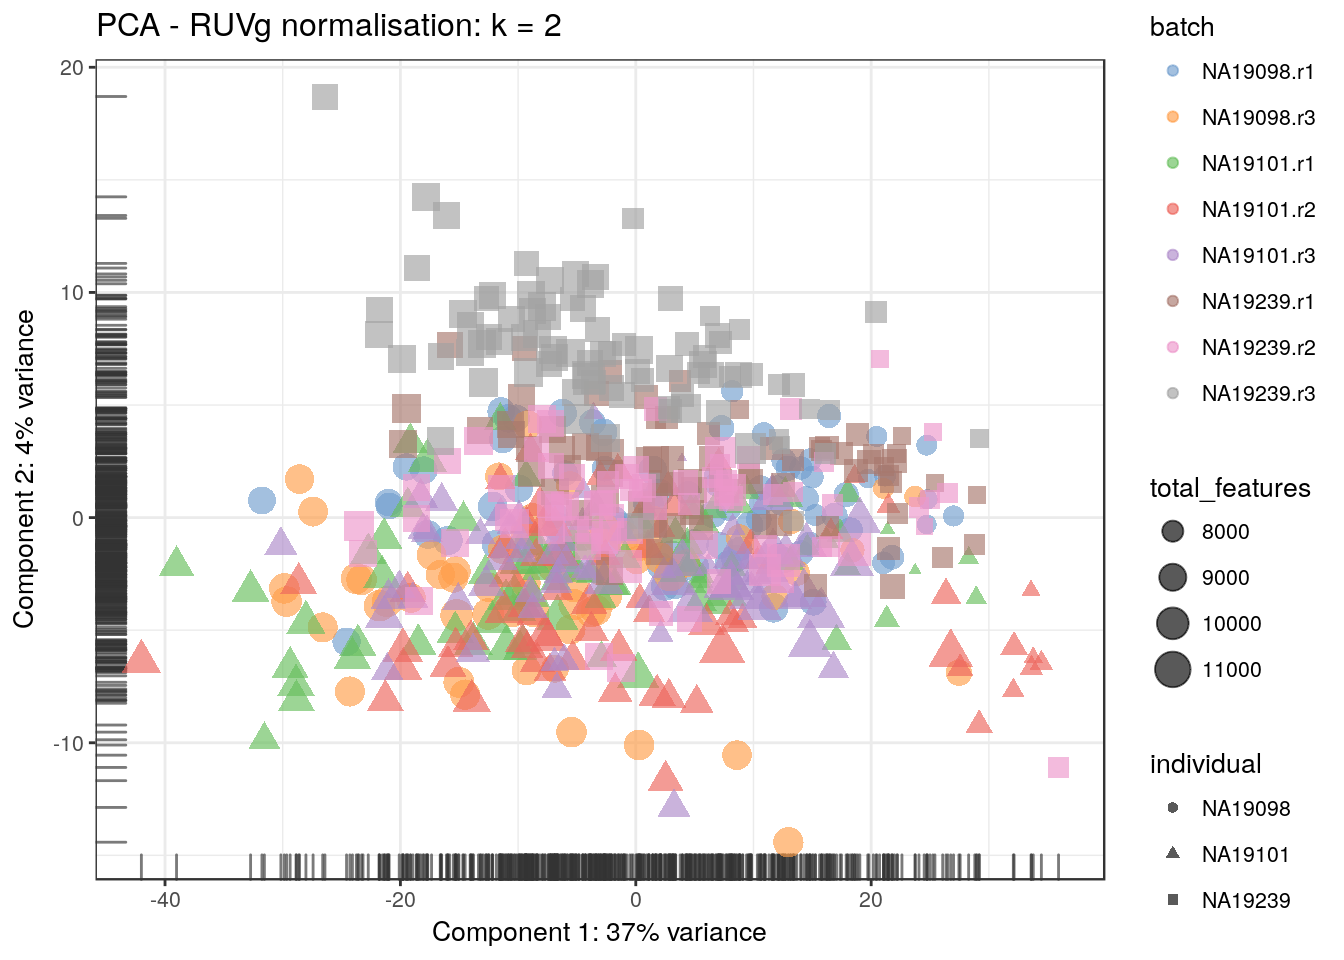 PCA - RUVg normalisation: k = 2
20
10
0
-10
Component 2: 4% variance
-40
-20
0
20
Component 1: 37% variance
batch
NA19098.r1
NA19098.r3
NA19101.r1
NA19101.r2
NA19101.r3
NA19239.r1
NA19239.r2
NA19239.r3
total_features
8000
9000
10000
11000
individual
NA19098
NA19101
NA19239